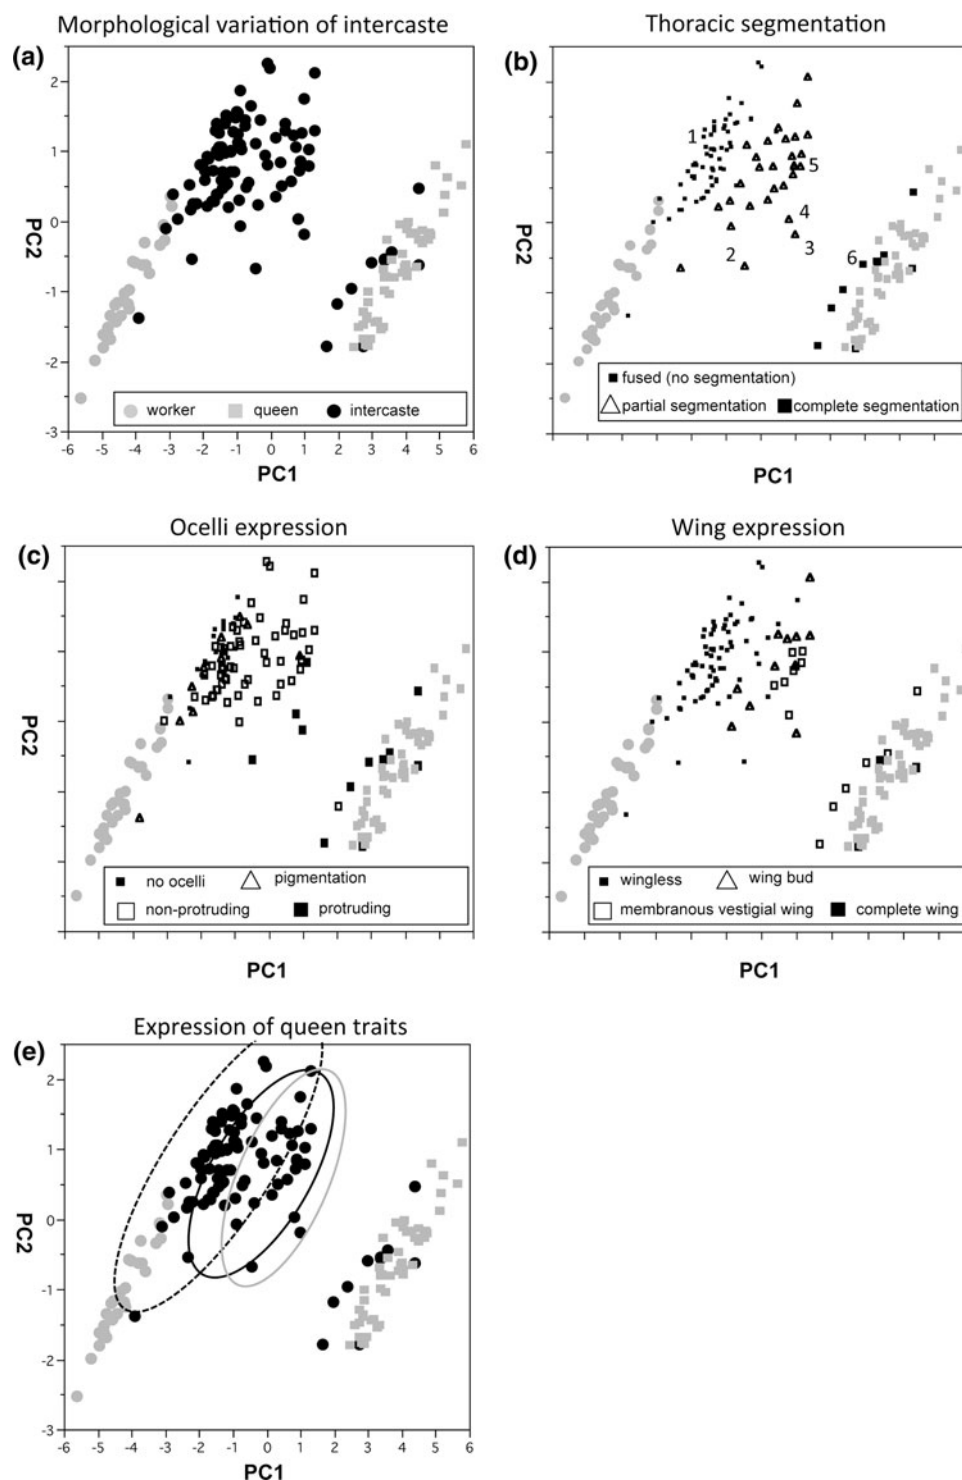 Morphological variation of intercaste
Thoracic segmentation
(a)
2
1
0
-1
-2
-3
PC2
worker queen intercaste
-6 -5 -4 -3 -2 -1 0 1 2 3 4 5 6
PC1
(b)
1
5
4
2
3
6
PC2
fused (no segmentation)
partial segmentation complete segmentation
PC1
Ocelli expression
Wing expression
(c)
PC2
no ocelli pigmentation
non-protruding protruding
PC1
(d)
PC2
wingless wing bud
membranous vestigial wing complete wing
PC1
Expression of queen traits
(e)
2
1
0
-1
-2
-3
PC2
-6 -5 -4 -3 -2 -1 0 1 2 3 4 5 6
PC1